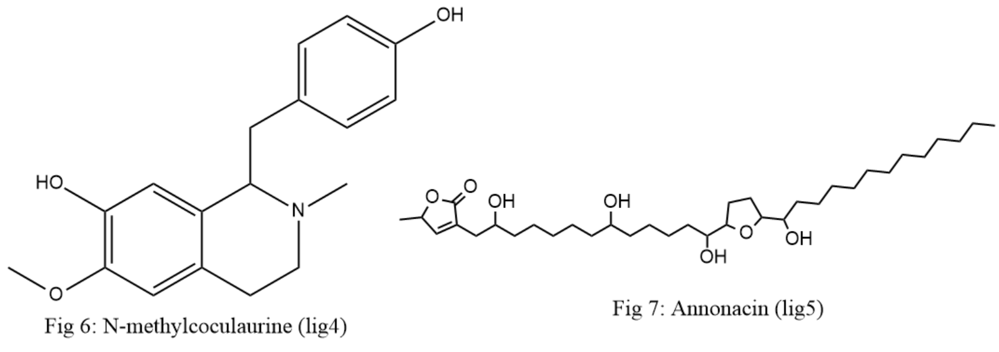 OH
HO
N
O
Fig 6: N-methylcoculaurine (lig4)
O
O
OH
OH
OH
O
OH
Fig 7: Annonacin (lig5)